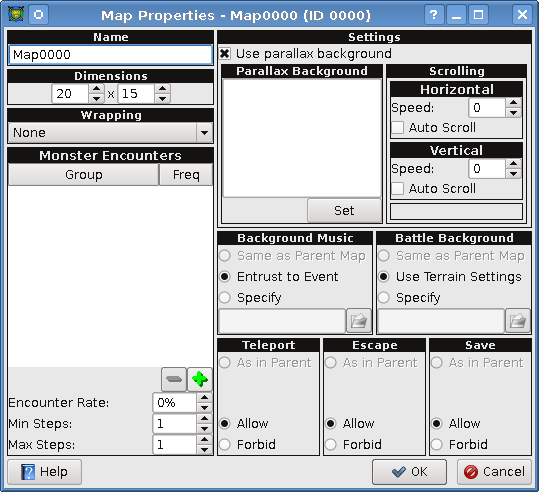 Map Properties - Map0000 (ID 0000)
Name
Map0000
Dimensions
20 x 15
Wrapping
None
Monster Encounters
Group Freq
Encounter Rate: 0%
Min Steps: 1
Max Steps: 1
Settings
Use parallax background
Parallax Background
Set
Scrolling
Horizontal
Speed: 0
Auto Scroll
Vertical
Speed: 0
Auto Scroll
Background Music
Same as Parent Map
Entrust to Event
Specify
Battle Background
Same as Parent Map
Use Terrain Settings
Specify
Teleport
As in Parent
Allow
Forbid
Escape
As in Parent
Allow
Forbid
Save
As in Parent
Allow
Forbid
Help
OK
Cancel